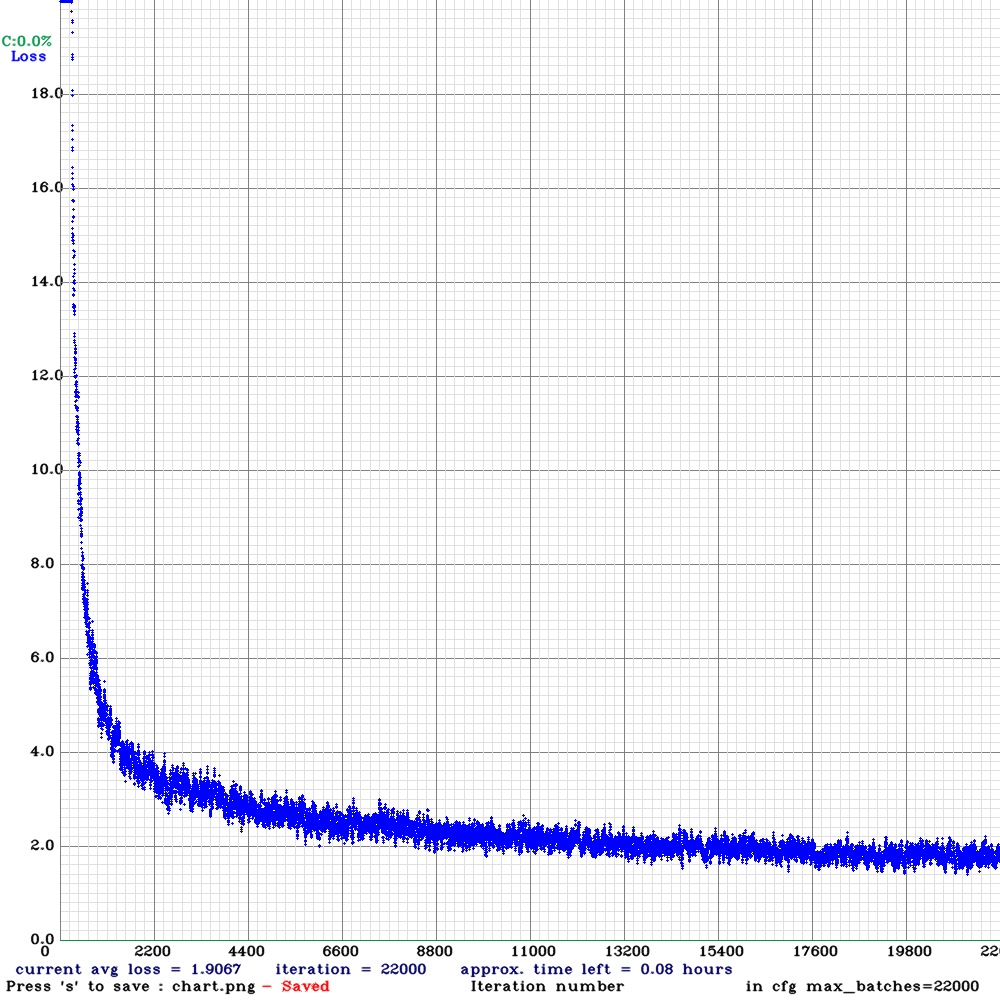 C:0.0%
Loss
18.0
16.0
14.0
12.0
10.0
8.0
6.0
4.0
2.0
0.0
0 2200 4400 6600 8800 11000 13200 15400 17600 19800 220
current avg loss = 1.9067 iteration = 22000 approx. time left = 0.08 hours
Press 's' to save : chart.png - Saved Iteration number in cfg max_batches=22000